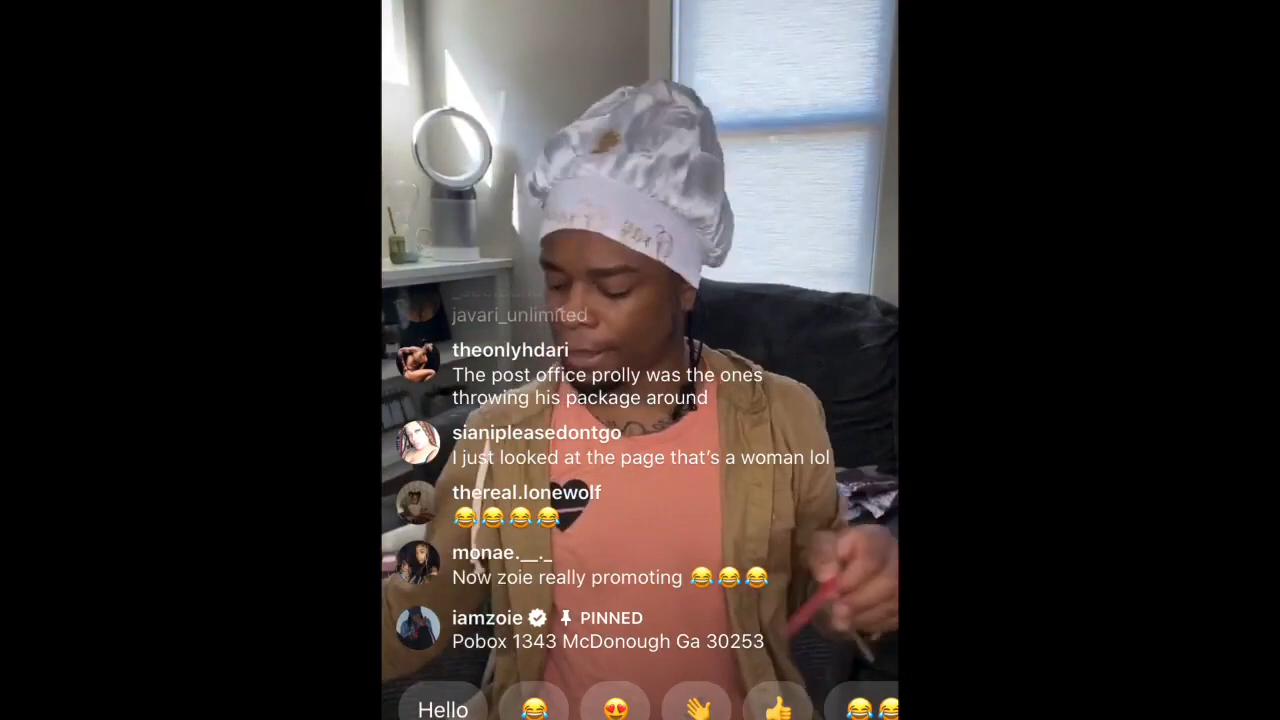 javari_unlimited
theonlyhdari
The post office prolly was the ones
throwing his package around
sianipleasedontgo
I just looked at the page that’s a woman lol
thereal.lonewolf
😂😂😂😂
monae.__._
Now zoie really promoting 😂😂😂
iamzoie PINNED
Pobox 1343 McDonough Ga 30253
Hello 😂 😍 👋 👍 😂😂